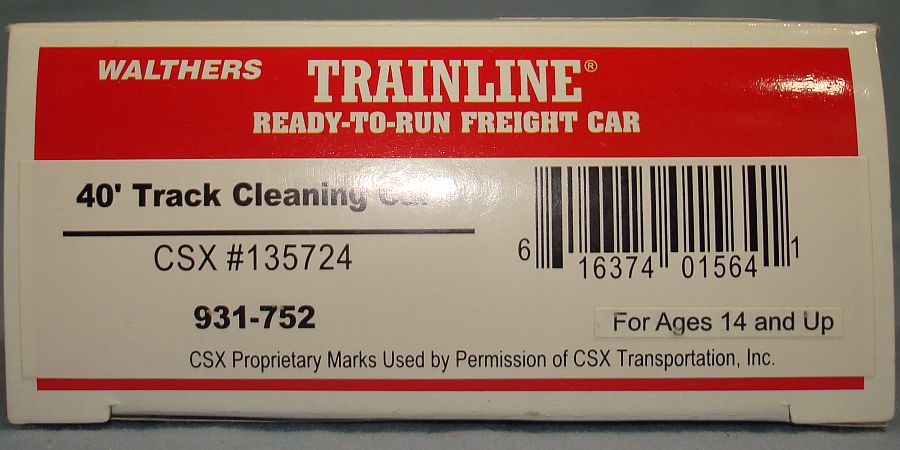 WALTHERS TRAINLINE®
READY-TO-RUN FREIGHT CAR
40' Track Cleaning Car
CSX #135724
931-752
6 16374 01564 1
For Ages 14 and Up
CSX Proprietary Marks Used by Permission of CSX Transportation, Inc.